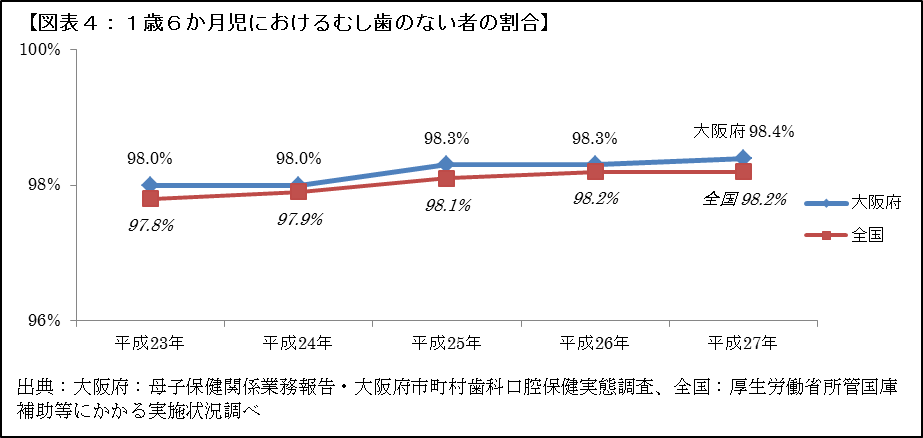 【図表４：１歳６か月児におけるむし歯のない者の割合】
100%
98%
96%
98.0%
98.0%
98.3%
98.3%
大阪府 98.4%
97.8%
97.9%
98.1%
98.2%
全国 98.2%
大阪府
全国
平成23年
平成24年
平成25年
平成26年
平成27年
出典：大阪府：母子保健関係業務報告・大阪府市町村歯科口腔保健実態調査、全国：厚生労働省所管国庫
補助等にかかる実施状況調べ